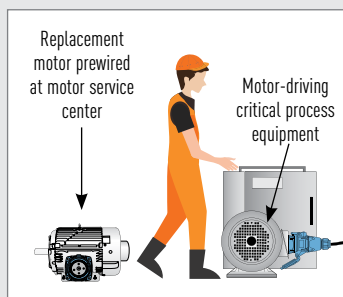 Replacement
motor prewired
at motor service
center
Motor-driving
critical process
equipment